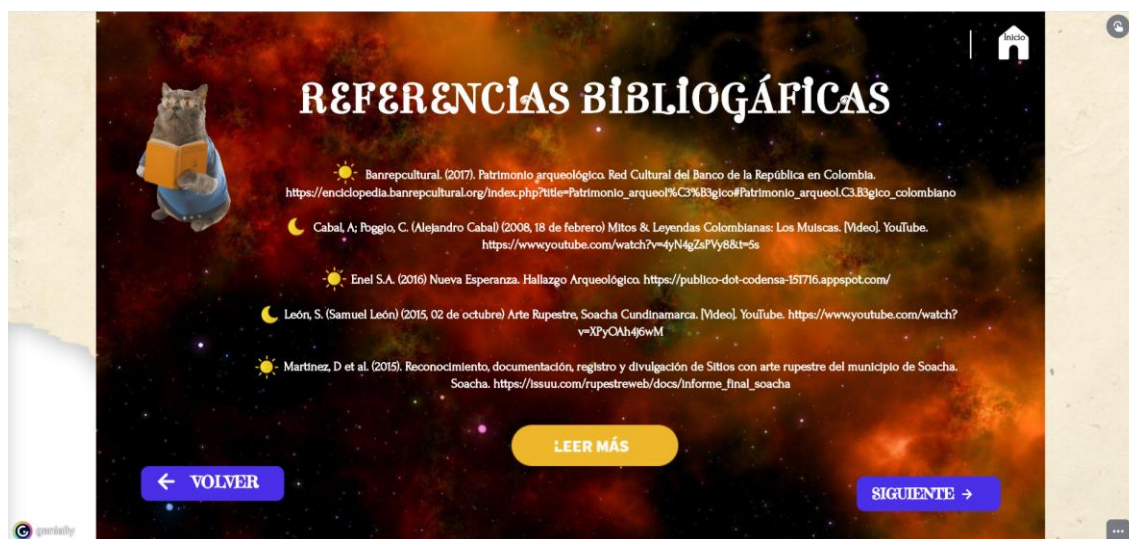 Inicio
REFERENCIAS BIBLIOGÁFICAS
Banrepcultural. (2017). Patrimonio arqueológico. Red Cultural del Banco de la República en Colombia.
https://enciclopedia.banrepcultural.org/index.php?title=Patrimonio_arqueol%C3%B3gico#Patrimonio_arqueol.C3.B3gico_colombiano
Cabal, A; Poggio, C. (Alejandro Cabal) (2008, 18 de febrero) Mitos & Leyendas Colombianas: Los Muiscas. [Video]. YouTube.
https://www.youtube.com/watch?v=4yN4gZsPVy8&t=5s
Enel S.A. (2016) Nueva Esperanza. Hallazgo Arqueológico. https://publico-dot-codensa-151716.appspot.com/
León, S. (Samuel León) (2015, 02 de octubre) Arte Rupestre, Soacha Cundinamarca. [Video]. YouTube. https://www.youtube.com/watch?
v=XPyOAh4j6wM
Martínez, D et al. (2015). Reconocimiento, documentación, registro y divulgación de Sitios con arte rupestre del municipio de Soacha.
Soacha. https://issuu.com/rupestreweb/docs/informe_final_soacha
LEER MÁS
← VOLVER
SIGUIENTE →
genially